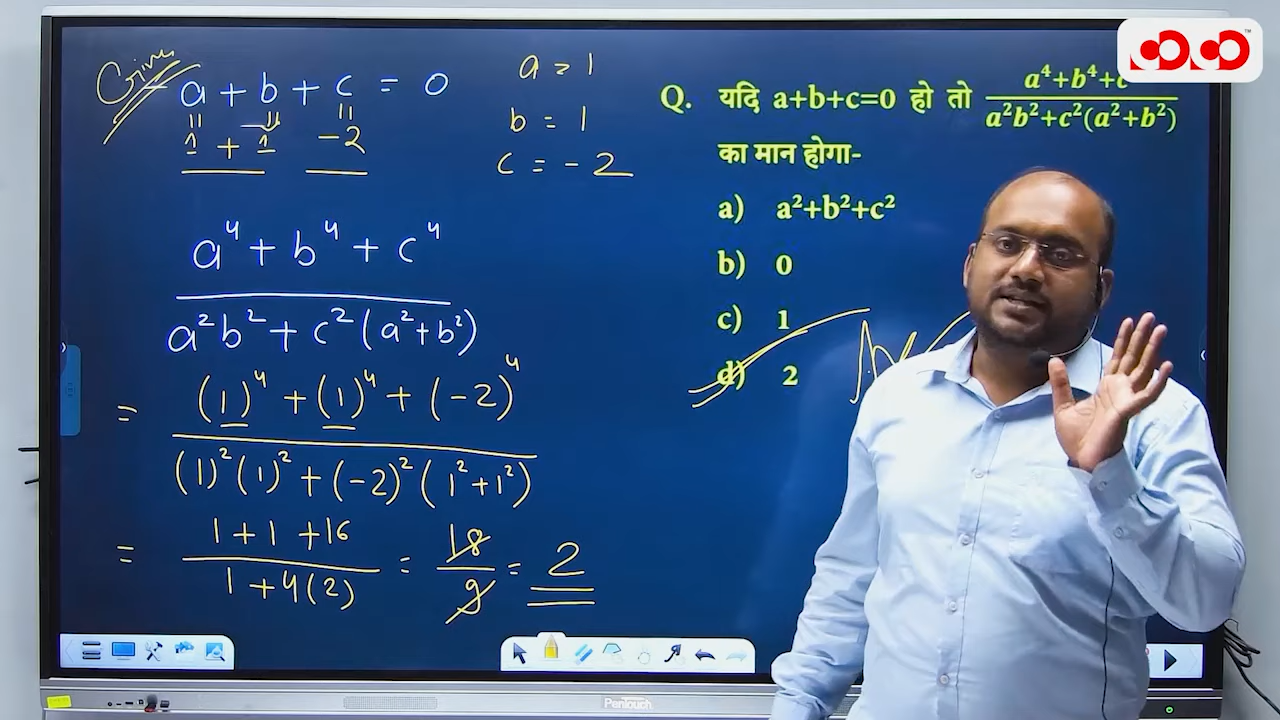 Given a + b + c = 0
1 + 1 -2
a = 1
b = 1
c = -2
a⁴ + b⁴ + c⁴
a²b² + c²(a²+b²)
= (1)⁴ + (1)⁴ + (-2)⁴
(1)²(1)² + (-2)²(1²+1²)
= 1 + 1 + 16
1 + 4(2)
= 18
9
= 2
Q. यदि a+b+c=0 हो तो a⁴+b⁴+c
a²b²+c²(a²+b²)
का मान होगा-
a) a²+b²+c²
b) 0
c) 1
d) 2
PanTouch